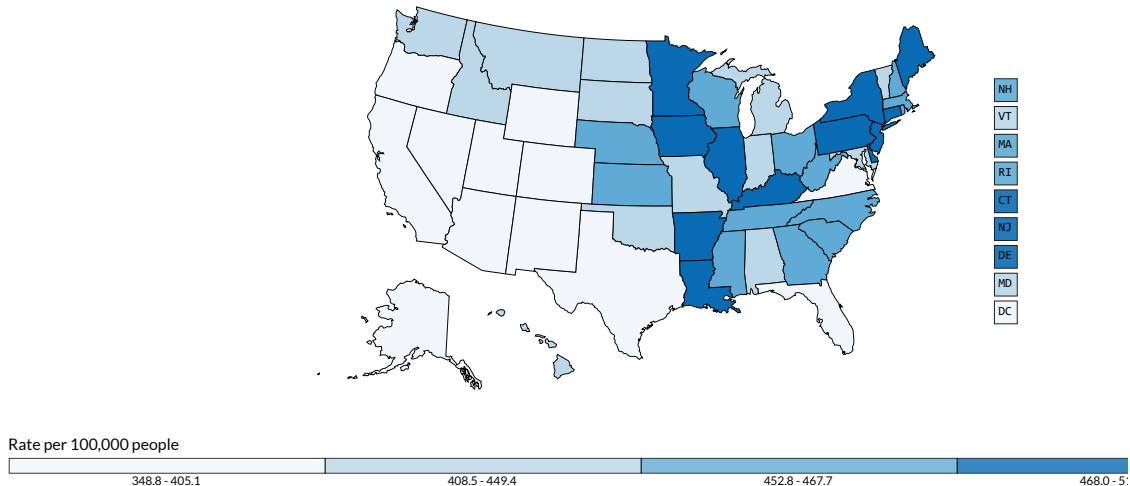 NH
VT
MA
RI
CT
NJ
DE
MD
DC
Rate per 100,000 people
348.8 - 405.1
408.5 - 449.4
452.8 - 467.7
468.0 - 51